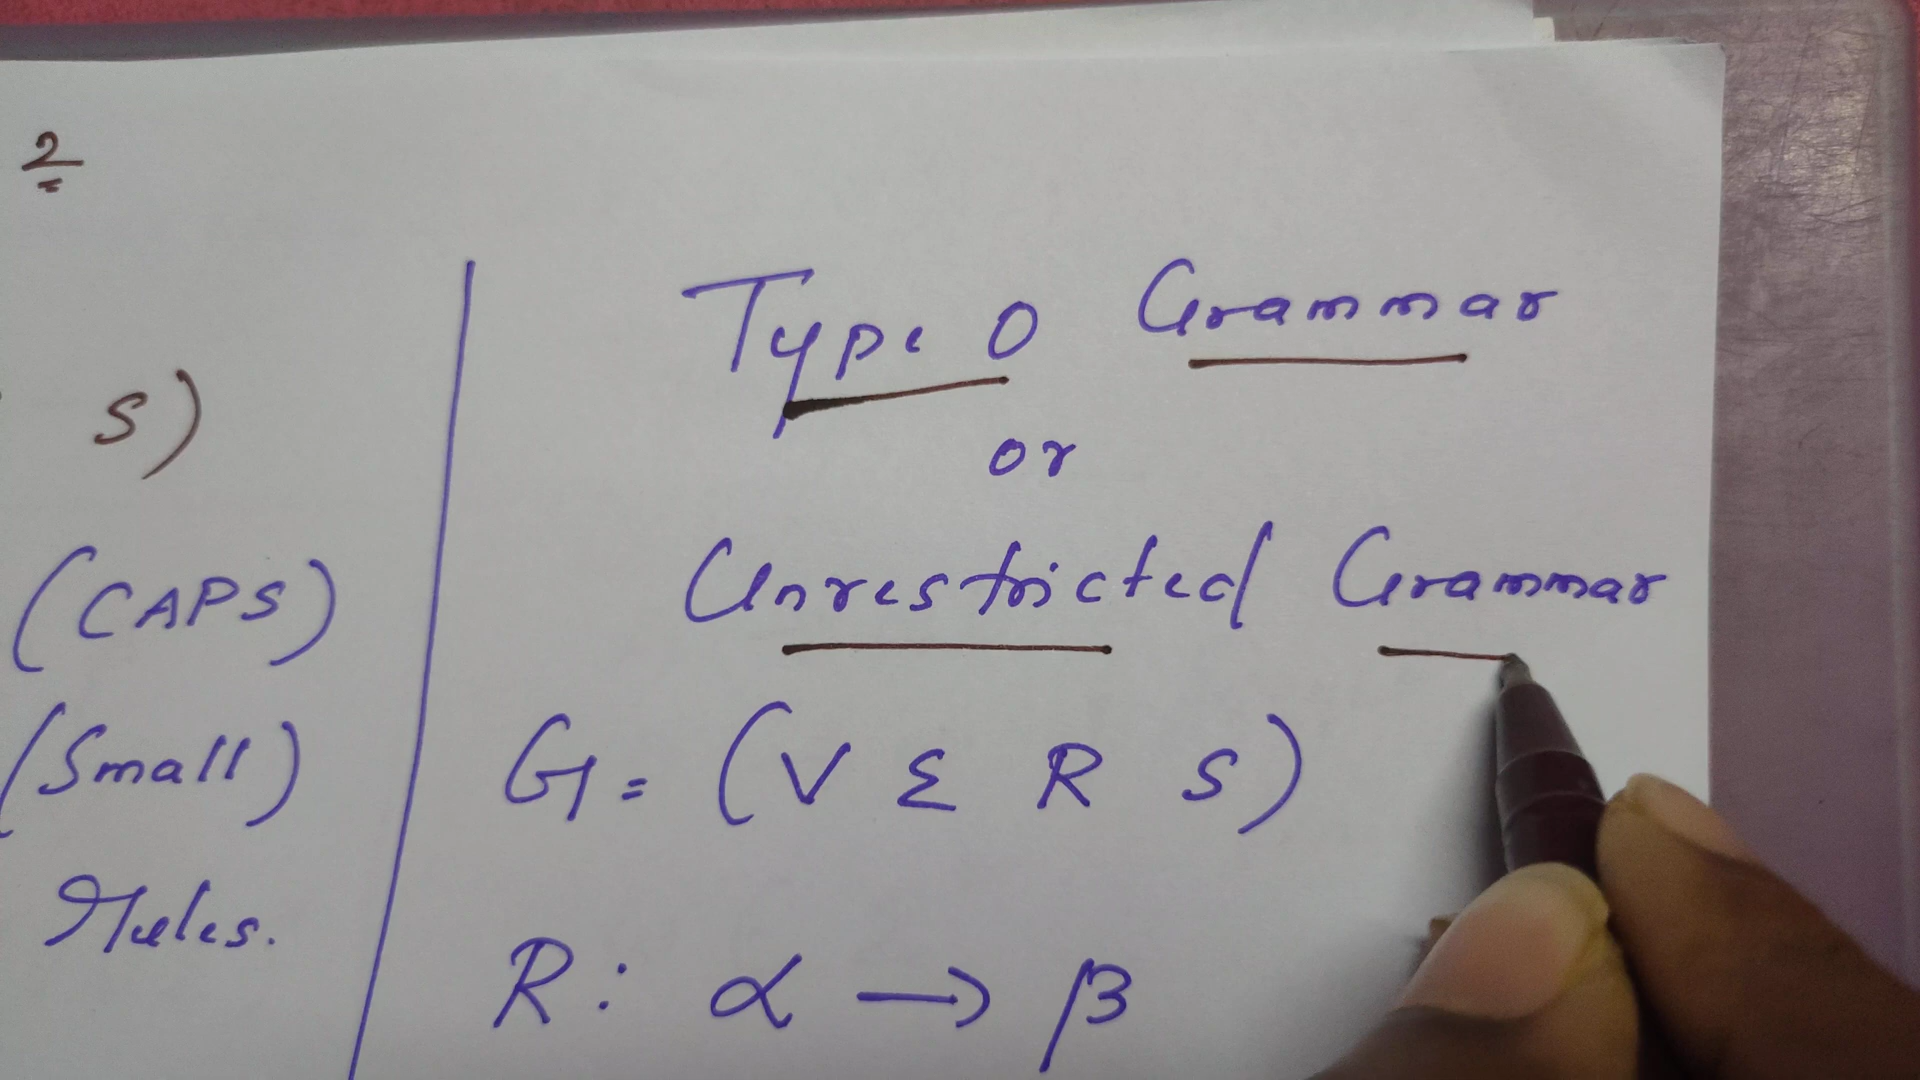 2
S)
(CAPS)
(Small)
Rules.
Type 0 Grammar
or
Unrestricted Grammar
G = (V Σ R S)
R: α → β